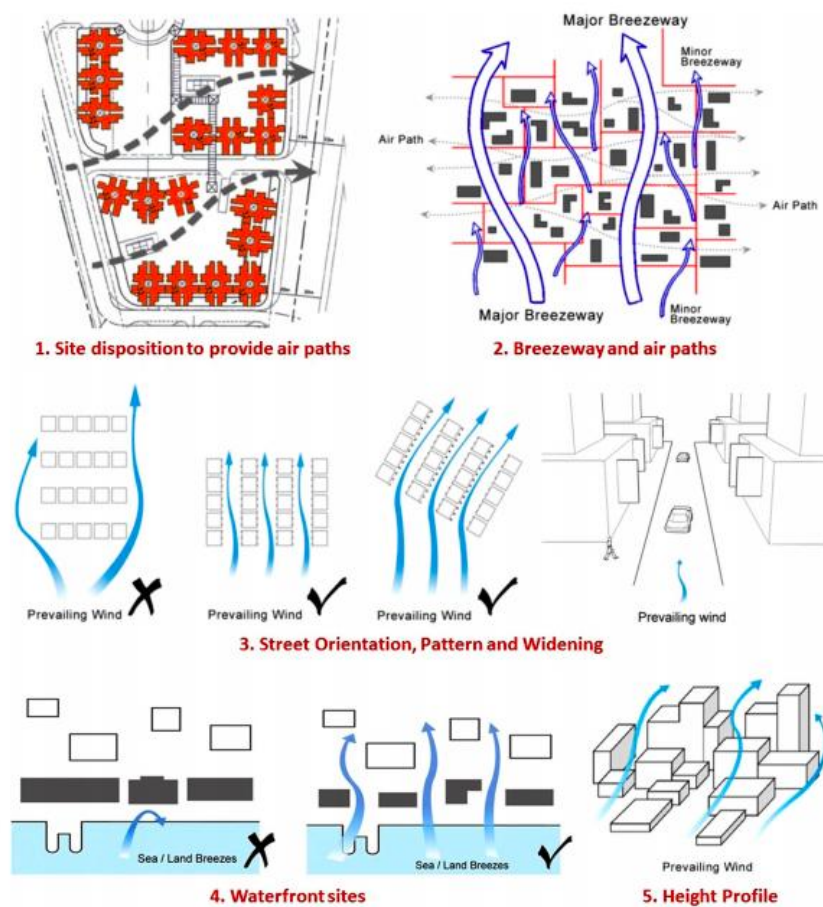 Major Breezeway
Major Breezeway
Minor
Breezeway
Air Path
Air Path
Major Breezeway
Minor
Breezeway
1. Site disposition to provide air paths
2. Breezeway and air paths
Prevailing Wind
Prevailing Wind
Prevailing Wind
Prevailing wind
3. Street Orientation, Pattern and Widening
Sea / Land Breezes
Sea / Land Breezes
Prevailing Wind
4. Waterfront sites
5. Height Profile